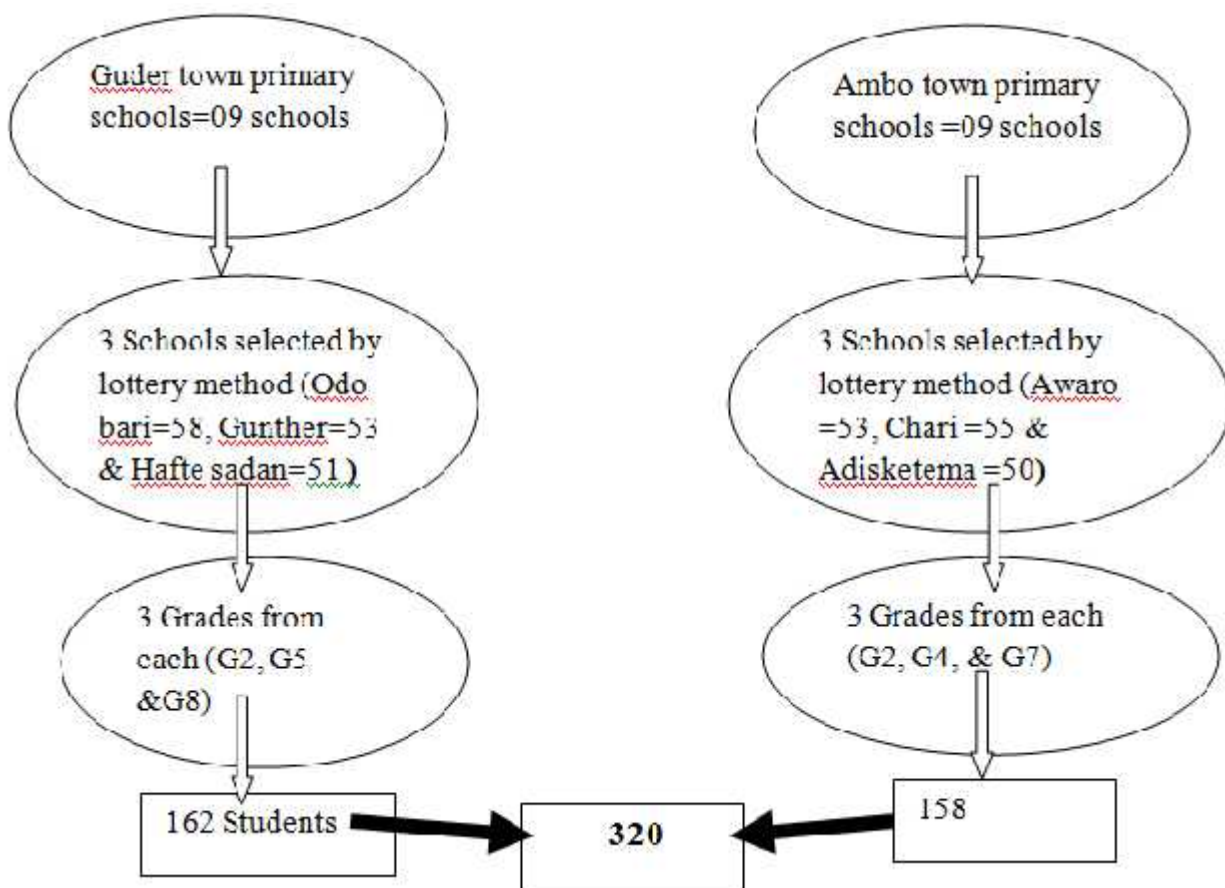 Guder town primary
schools=09 schools
Ambo town primary
schools =09 schools
3 Schools selected by
lottery method (Odo
bari=58, Gunther=53
& Hafte sadan=51)
3 Schools selected by
lottery method (Awaro
=53, Chari =55 &
Adisketema =50)
3 Grades from
each (G2, G5
&G8)
3 Grades from each
(G2, G4, & G7)
162 Students
320
158